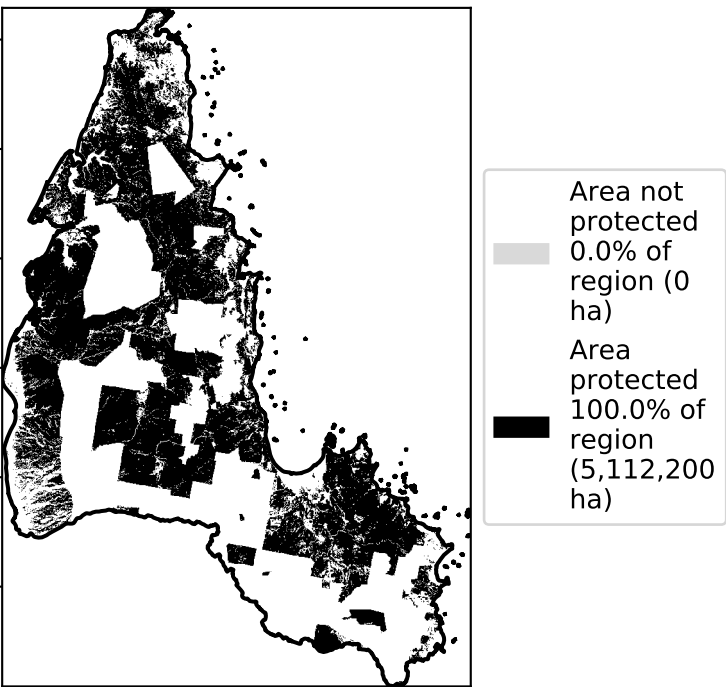 Area not
protected
0.0% of
region (0
ha)
Area
protected
100.0% of
region
(5,112,200
ha)